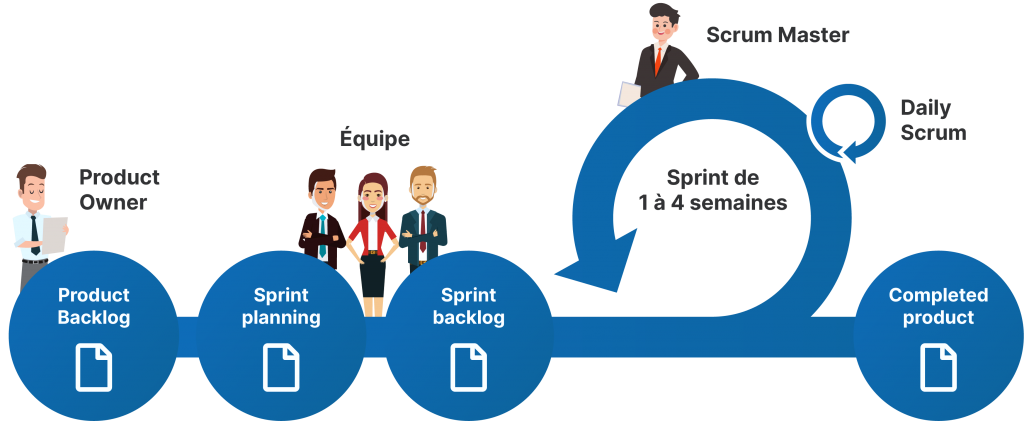 Scrum Master
Daily
Scrum
Équipe
Product
Owner
Sprint de
1 à 4 semaines
Product
Backlog
Sprint
planning
Sprint
backlog
Completed
product